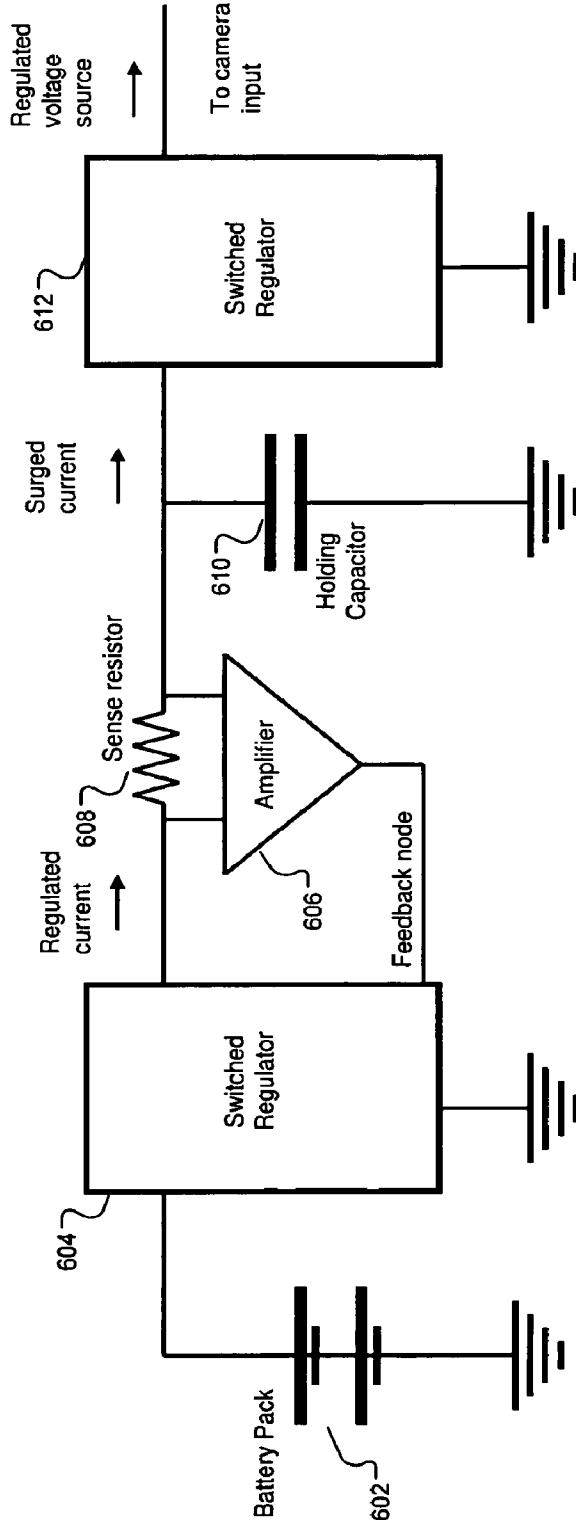 Battery Pack
602
604
Switched
Regulator
Regulated
current
Feedback node
606
Amplifier
608
Sense resistor
Surged
current
610
Holding
Capacitor
612
Switched
Regulator
Regulated
voltage
source
To camera
input